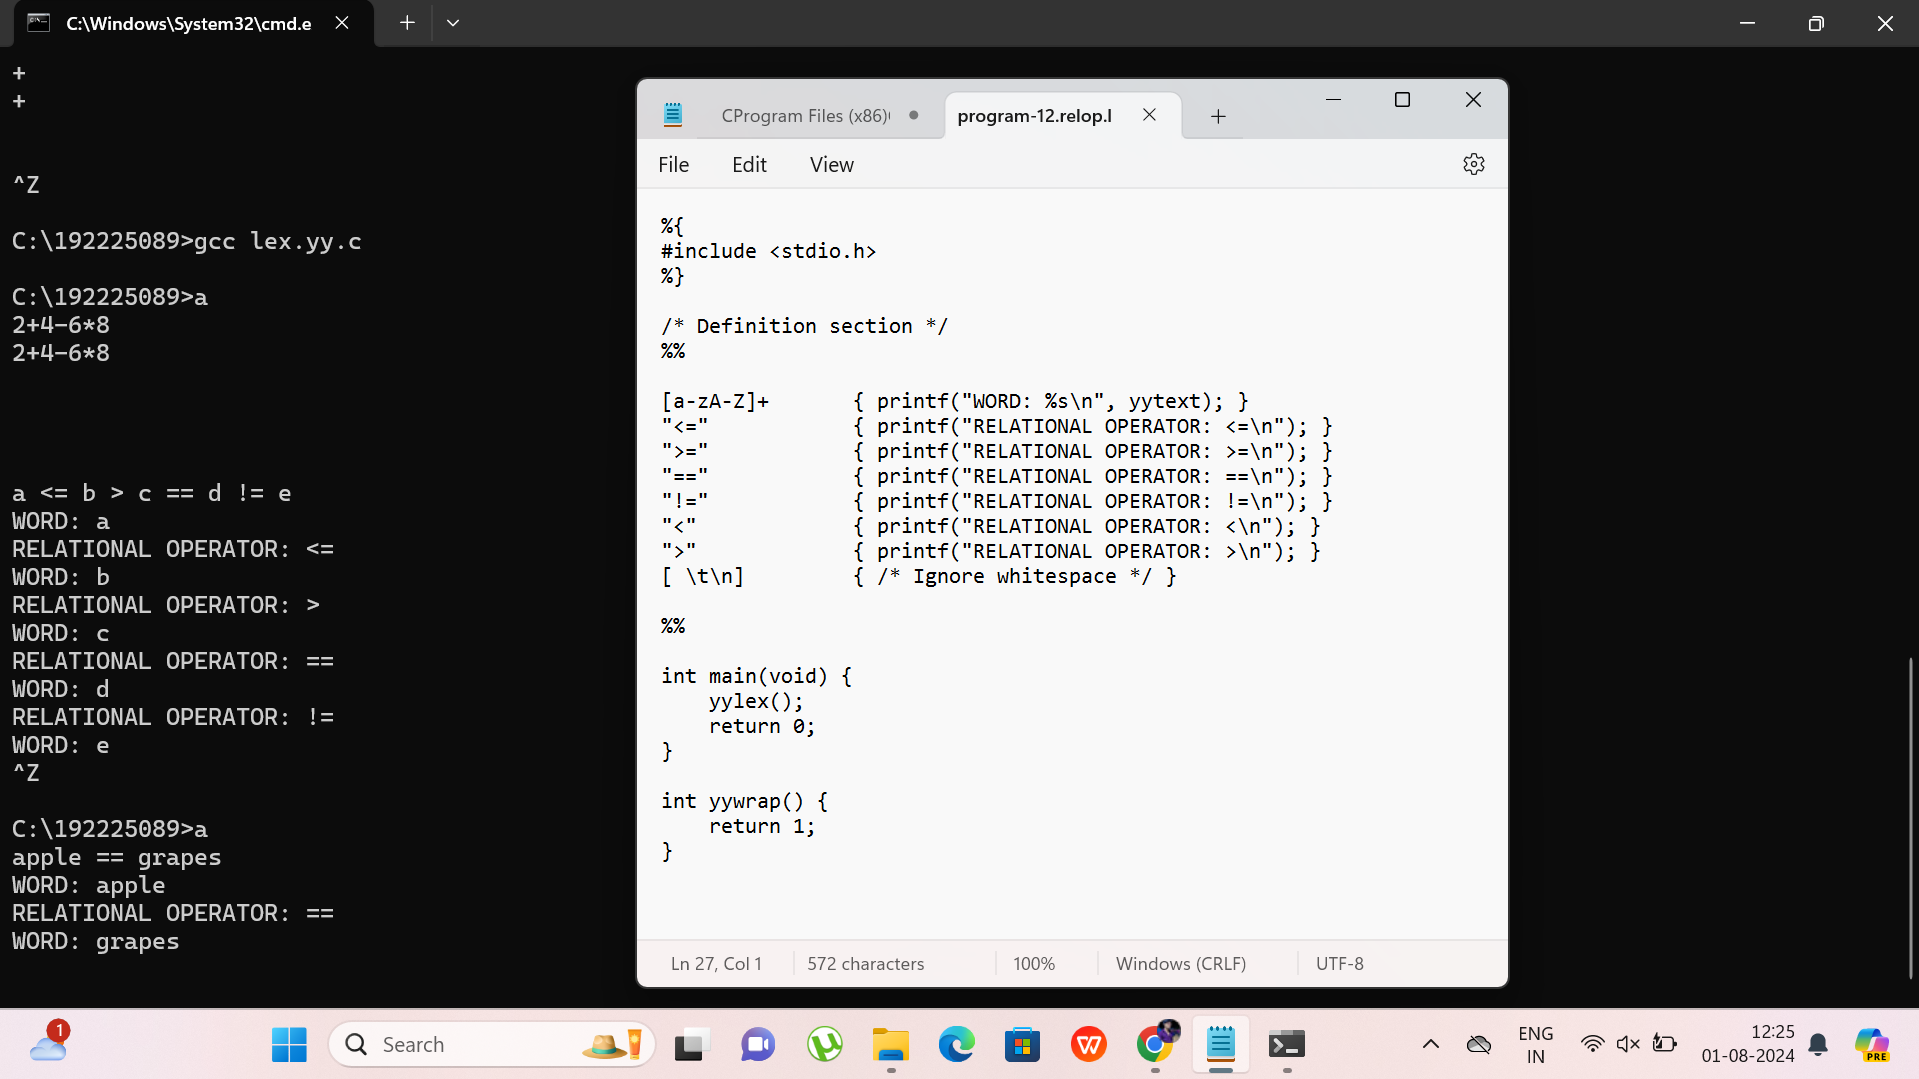 C:\Windows\System32\cmd.e
+
+
^Z
C:\192225089>gcc lex.yy.c
C:\192225089>a
2+4-6*8
2+4-6*8
a <= b > c == d != e
WORD: a
RELATIONAL OPERATOR: <=
WORD: b
RELATIONAL OPERATOR: >
WORD: c
RELATIONAL OPERATOR: ==
WORD: d
RELATIONAL OPERATOR: !=
WORD: e
^Z
C:\192225089>a
apple == grapes
WORD: apple
RELATIONAL OPERATOR: ==
WORD: grapes
CProgram Files (x86)
program-12.relop.l
File Edit View
%{
#include <stdio.h>
%}
/* Definition section */
%%
[a-zA-Z]+ { printf("WORD: %s\n", yytext); }
"<=" { printf("RELATIONAL OPERATOR: <=\n"); }
">=" { printf("RELATIONAL OPERATOR: >=\n"); }
"==" { printf("RELATIONAL OPERATOR: ==\n"); }
"!=" { printf("RELATIONAL OPERATOR: !=\n"); }
"<" { printf("RELATIONAL OPERATOR: <\n"); }
">" { printf("RELATIONAL OPERATOR: >\n"); }
[ \t\n] { /* Ignore whitespace */ }
%%
int main(void) {
yylex();
return 0;
}
int yywrap() {
return 1;
}
Ln 27, Col 1 572 characters 100% Windows (CRLF) UTF-8
1
Search
ENG
IN
12:25
01-08-2024
PRE